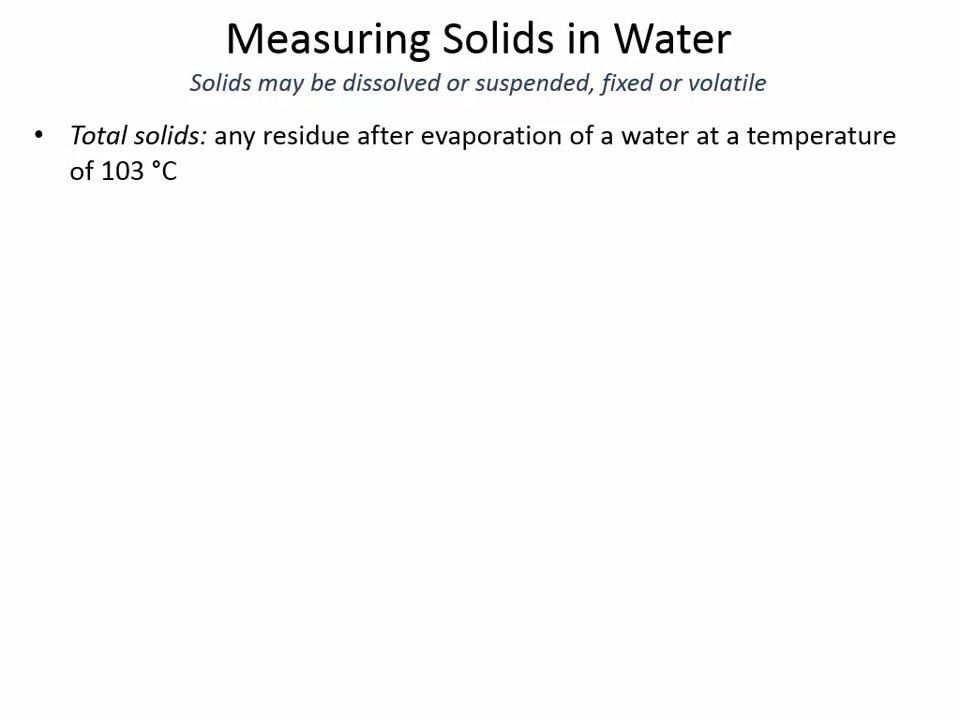 Measuring Solids in Water
Solids may be dissolved or suspended, fixed or volatile
• Total solids: any residue after evaporation of a water at a temperature
of 103 °C